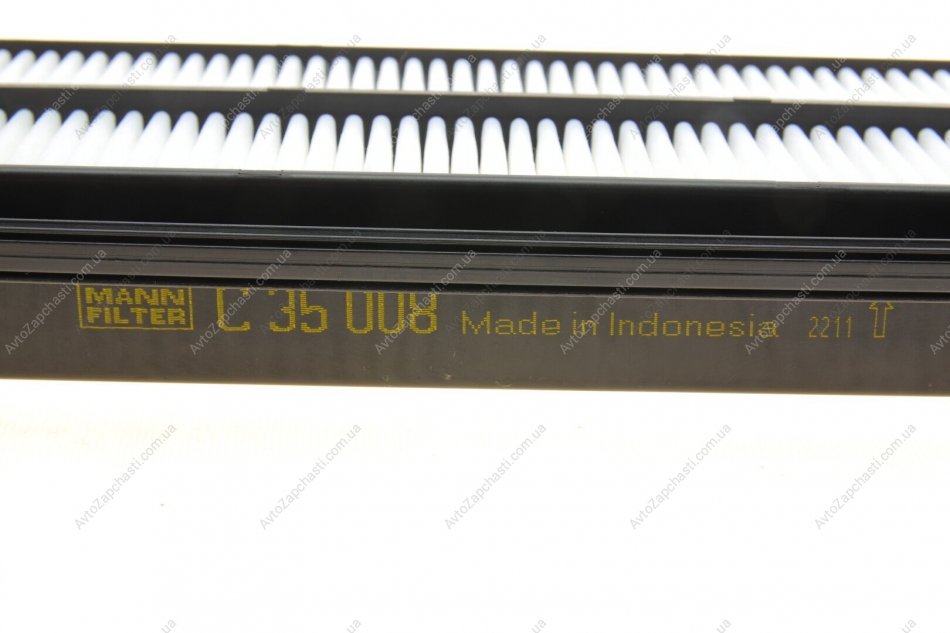 MANN
FILTER
C 35 008 Made in Indonesia 2211
AvtoZapchasti.com.ua